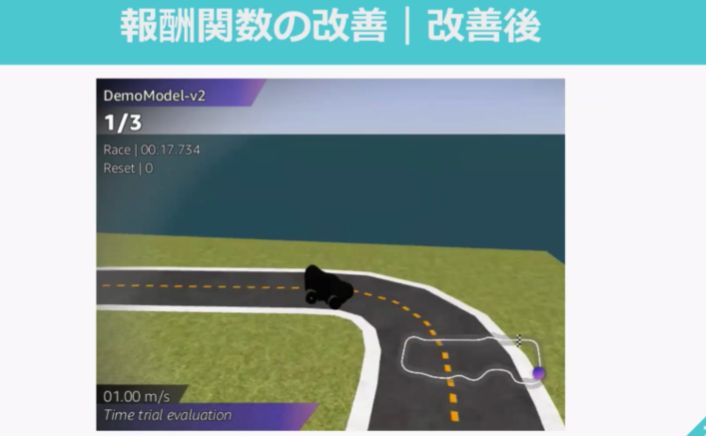 報酬関数の改善｜改善後
DemoModel-v2
1/3
Race | 00:17.734
Reset | 0
01.00 m/s
Time trial evaluation